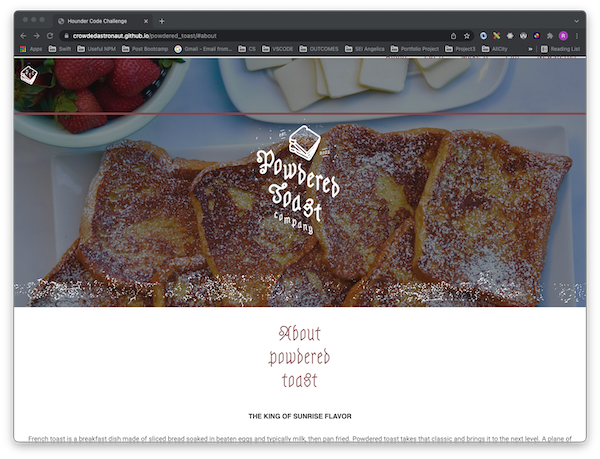 Hounder Code Challenge
crowdedastronaut.github.io/powdered_toast/#about
Apps Swift Useful NPM Post Bootcamp Gmail - Email from... CS VSCODE OUTCOMES SEI Angelica Portfolio Project Project3 AllCity » Reading List
Powdered
Toast
company
About
powdered
toast
THE KING OF SUNRISE FLAVOR
French toast is a breakfast dish made of sliced bread soaked in beaten eggs and typically milk, then pan fried. Powdered toast takes that classic and brings it to the next level. A plane of